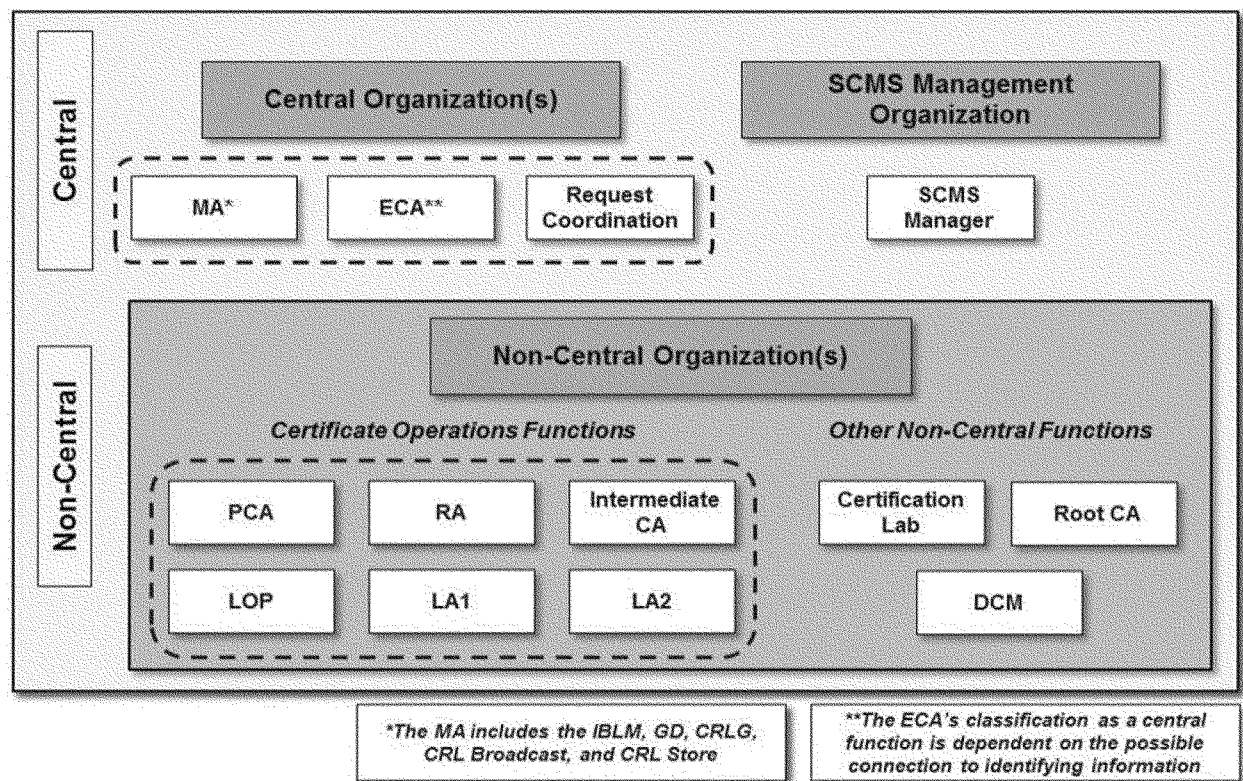 Central
Central Organization(s)
SCMS Management
Organization
MA*
ECA**
Request
Coordination
SCMS
Manager
Non-Central
Non-Central Organization(s)
Certificate Operations Functions
Other Non-Central Functions
PCA
RA
Intermediate
CA
Certification
Lab
Root CA
LOP
LA1
LA2
DCM
*The MA includes the IBLM, GD, CRLG,
CRL Broadcast, and CRL Store
**The ECA's classification as a central
function is dependent on the possible
connection to identifying information